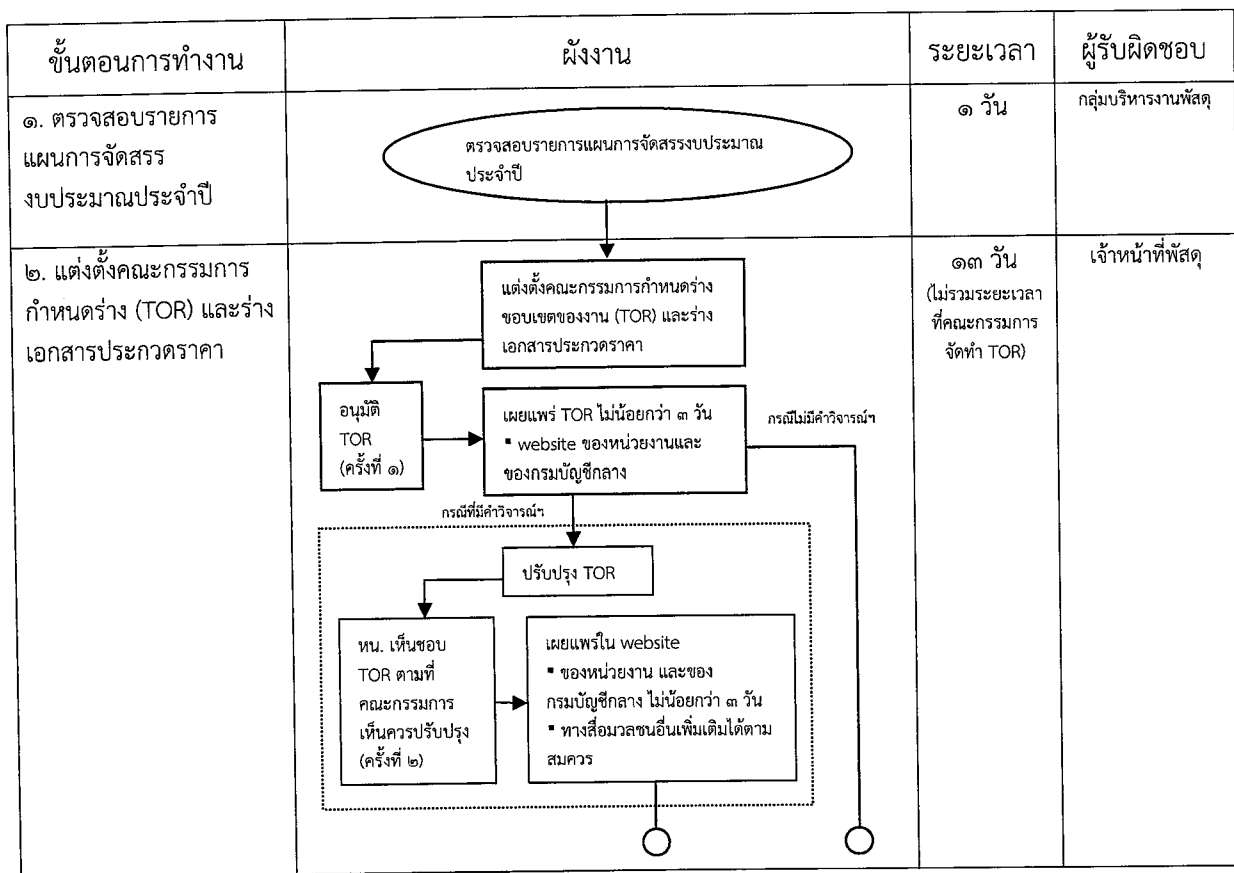 ขั้นตอนการทำงาน
ผังงาน
ระยะเวลา
ผู้รับผิดชอบ
๑. ตรวจสอบรายการ
แผนการจัดสรร
งบประมาณประจำปี
ตรวจสอบรายการแผนการจัดสรรงบประมาณ
ประจำปี
๑ วัน
กลุ่มบริหารงานพัสดุ
๒. แต่งตั้งคณะกรรมการ
กำหนดร่าง (TOR) และร่าง
เอกสารประกวดราคา
แต่งตั้งคณะกรรมการกำหนดร่าง
ขอบเขตของงาน (TOR) และร่าง
เอกสารประกวดราคา
๑๓ วัน
(ไม่รวมระยะเวลา
ที่คณะกรรมการ
จัดทำ TOR)
เจ้าหน้าที่พัสดุ
อนุมัติ
TOR
(ครั้งที่ ๑)
เผยแพร่ TOR ไม่น้อยกว่า ๓ วัน
▪ website ของหน่วยงานและ
ของกรมบัญชีกลาง
กรณีไม่มีคำวิจารณ์ฯ
กรณีที่มีคำวิจารณ์ฯ
ปรับปรุง TOR
หน. เห็นชอบ
TOR ตามที่
คณะกรรมการ
เห็นควรปรับปรุง
(ครั้งที่ ๒)
เผยแพร่ใน website
▪ ของหน่วยงาน และของ
กรมบัญชีกลาง ไม่น้อยกว่า ๓ วัน
▪ ทางสื่อมวลชนอื่นเพิ่มเติมได้ตาม
สมควร